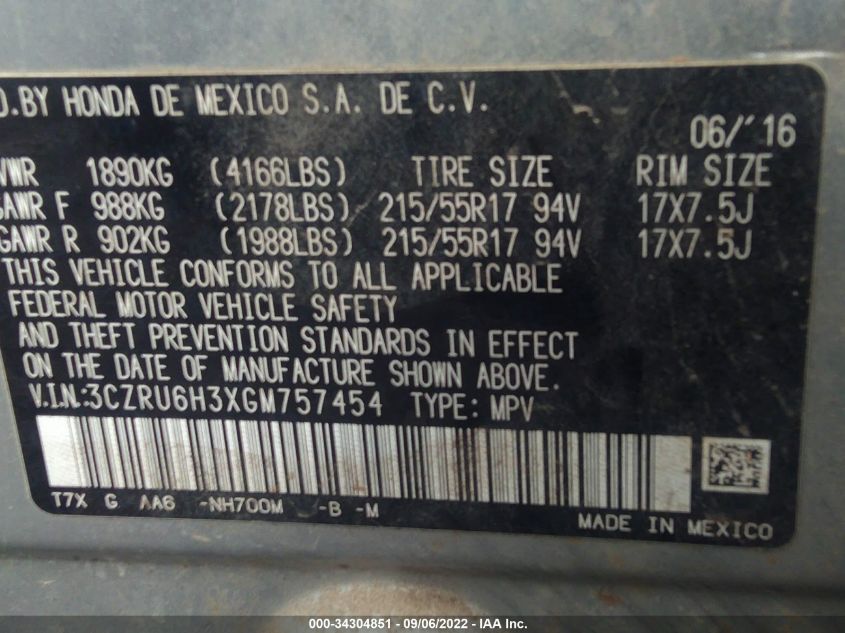 D.BY HONDA DE MEXICO S.A. DE C.V.
06/'16
VWR 1890KG (4166LBS) TIRE SIZE RIM SIZE
GAWR F 988KG (2178LBS) 215/55R17 94V 17X7.5J
GAWR R 902KG (1988LBS) 215/55R17 94V 17X7.5J
THIS VEHICLE CONFORMS TO ALL APPLICABLE
FEDERAL MOTOR VEHICLE SAFETY
AND THEFT PREVENTION STANDARDS IN EFFECT
ON THE DATE OF MANUFACTURE SHOWN ABOVE.
V.I.N.:3CZRU6H3XGM757454 TYPE: MPV
T7X G AA6 -NH700M -B -M
MADE IN MEXICO
000-34304851 - 09/06/2022 - IAA Inc.